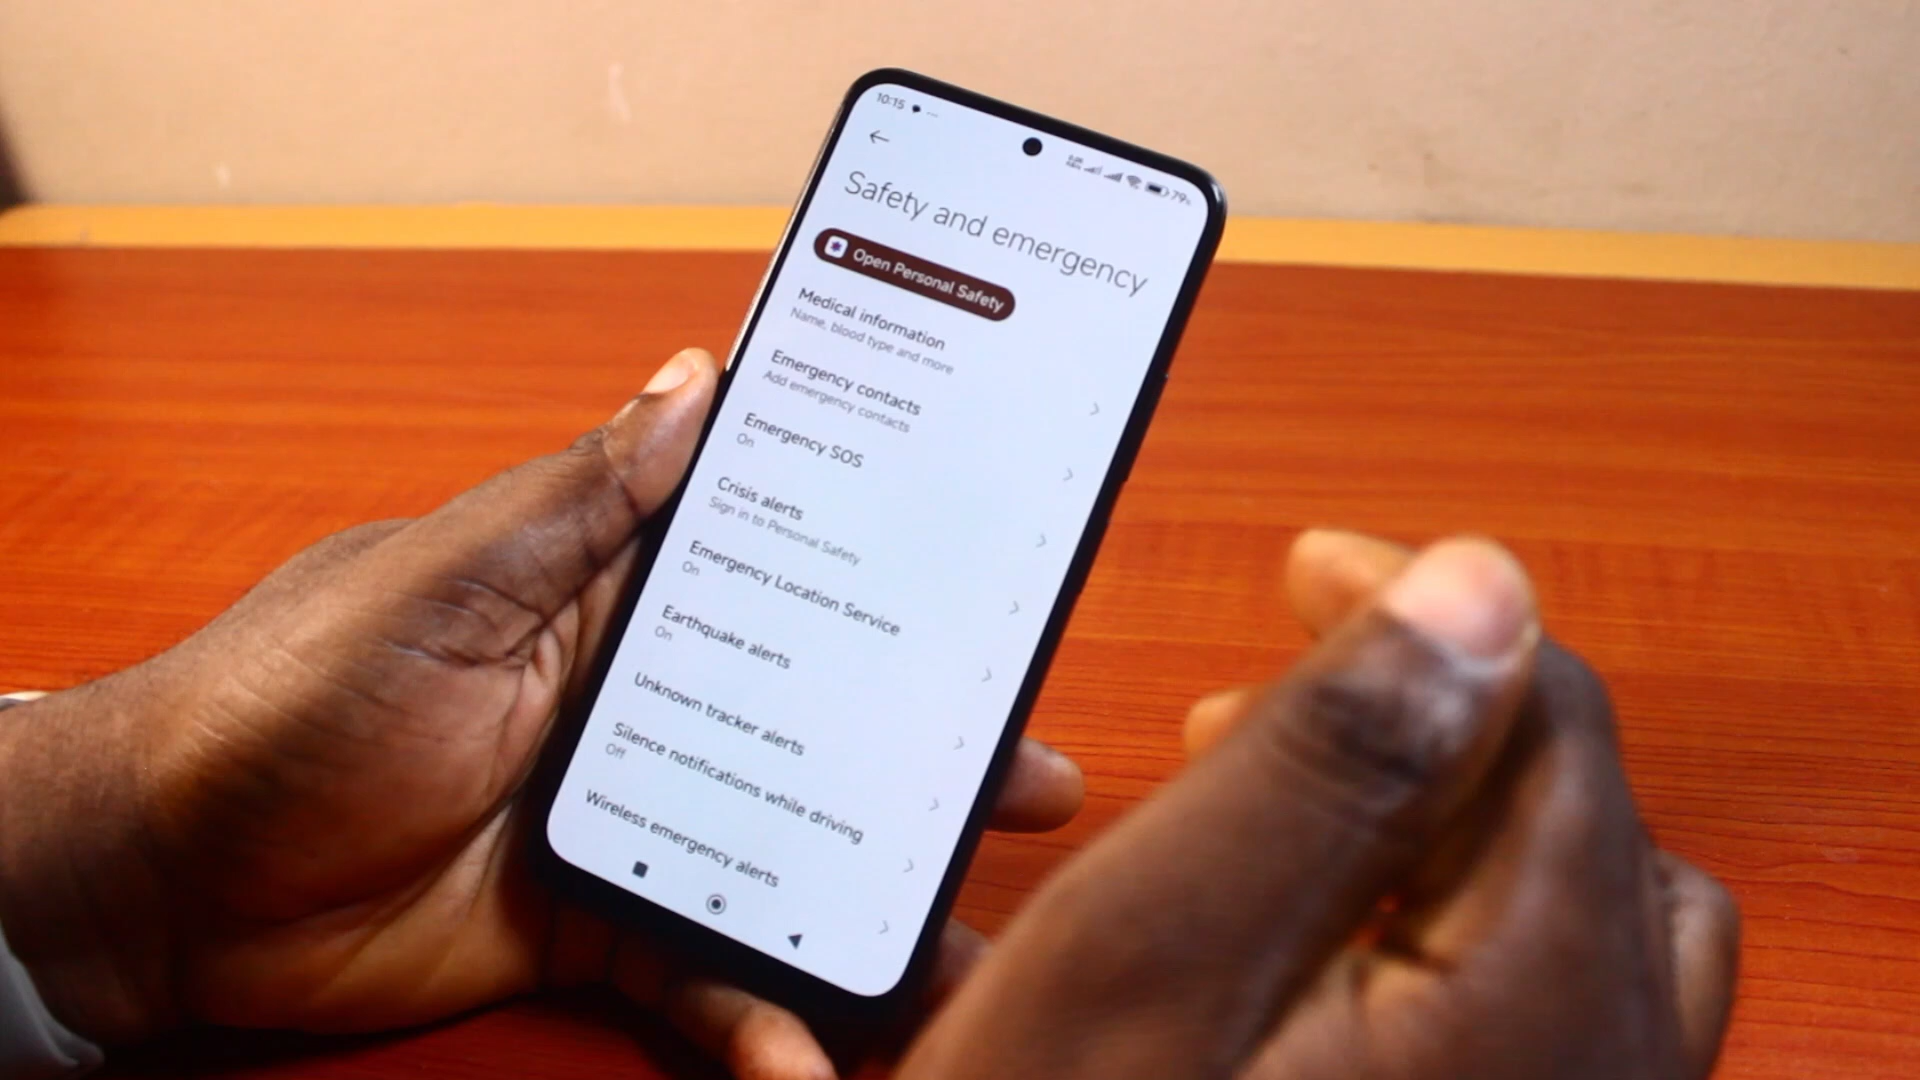 10:15
79%
Safety and emergency
Open Personal Safety
Medical information
Name, blood type and more
Emergency contacts
Add emergency contacts
Emergency SOS
On
Crisis alerts
Sign in to Personal Safety
Emergency Location Service
On
Earthquake alerts
On
Unknown tracker alerts
Silence notifications while driving
Off
Wireless emergency alerts